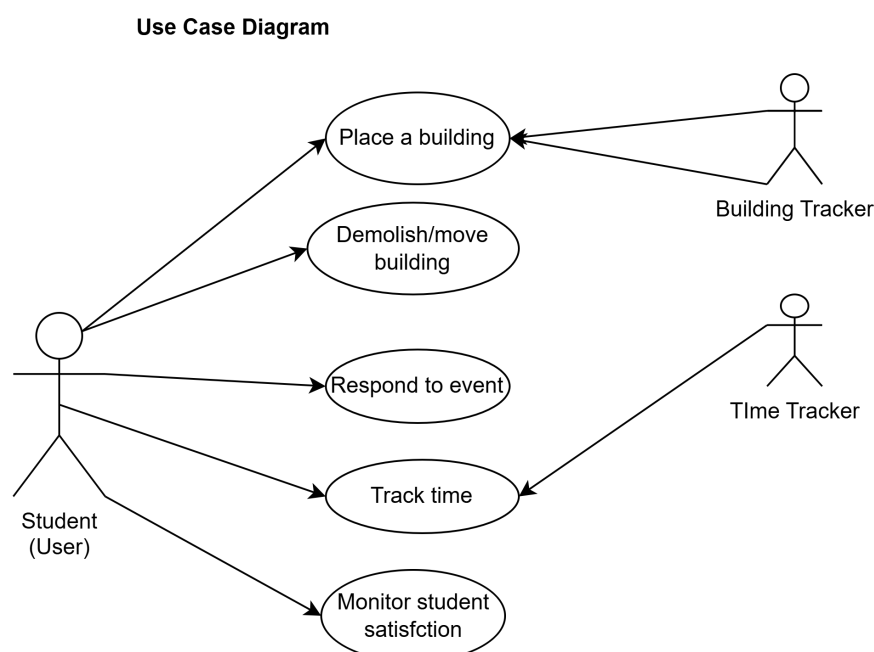 Use Case Diagram
Place a building
Building Tracker
Demolish/move
building
TIme Tracker
Respond to event
Track time
Student
(User)
Monitor student
satisfction